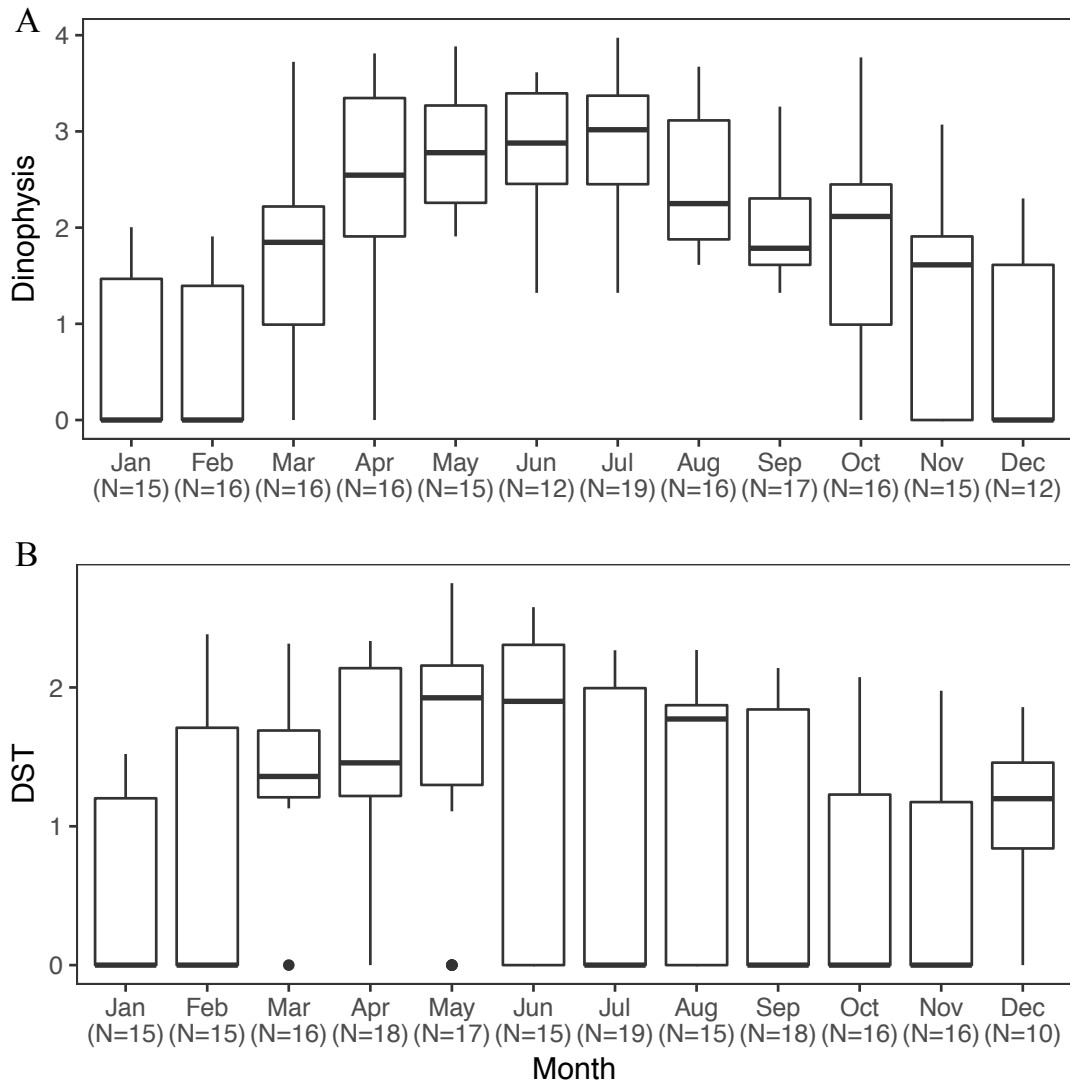 A
4
3
2
1
0
Dinophysis
Jan Feb Mar Apr May Jun Jul Aug Sep Oct Nov Dec
(N=15) (N=16) (N=16) (N=16) (N=15) (N=12) (N=19) (N=16) (N=17) (N=16) (N=15) (N=12)
B
2
1
0
DST
Jan Feb Mar Apr May Jun Jul Aug Sep Oct Nov Dec
(N=15) (N=15) (N=16) (N=18) (N=17) (N=15) (N=19) (N=15) (N=18) (N=16) (N=16) (N=10)
Month